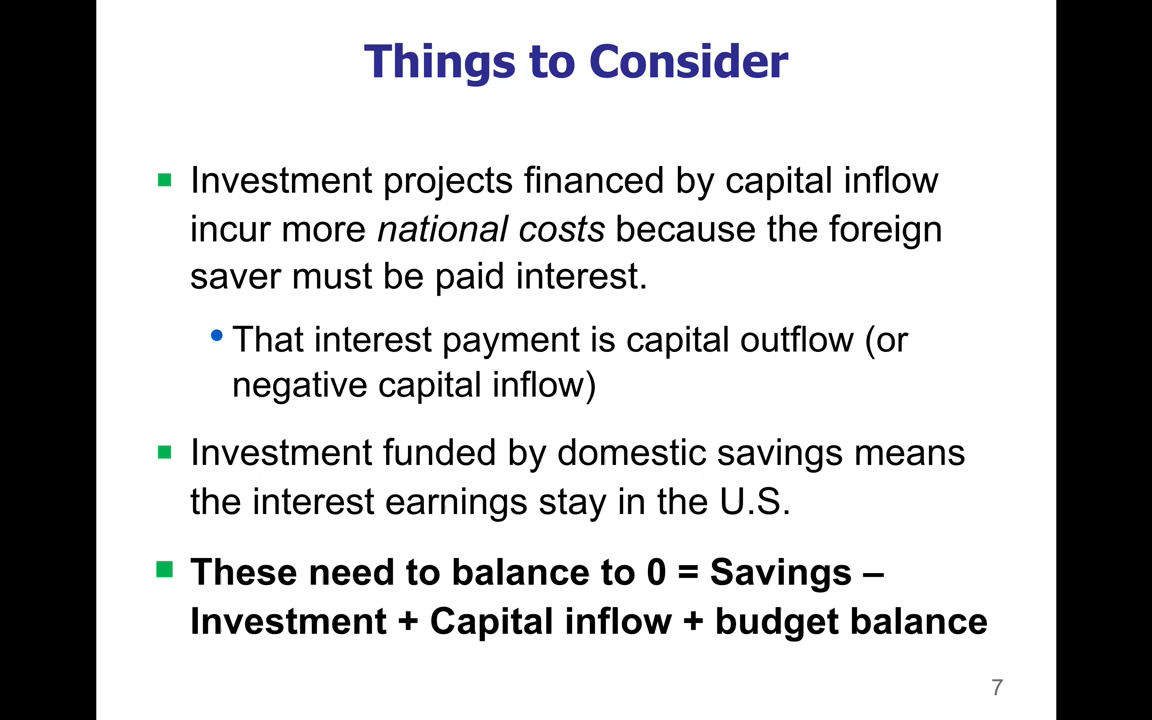 Things to Consider
Investment projects financed by capital inflow
incur more national costs because the foreign
saver must be paid interest.
That interest payment is capital outflow (or
negative capital inflow)
Investment funded by domestic savings means
the interest earnings stay in the U.S.
These need to balance to 0 = Savings –
Investment + Capital inflow + budget balance
7